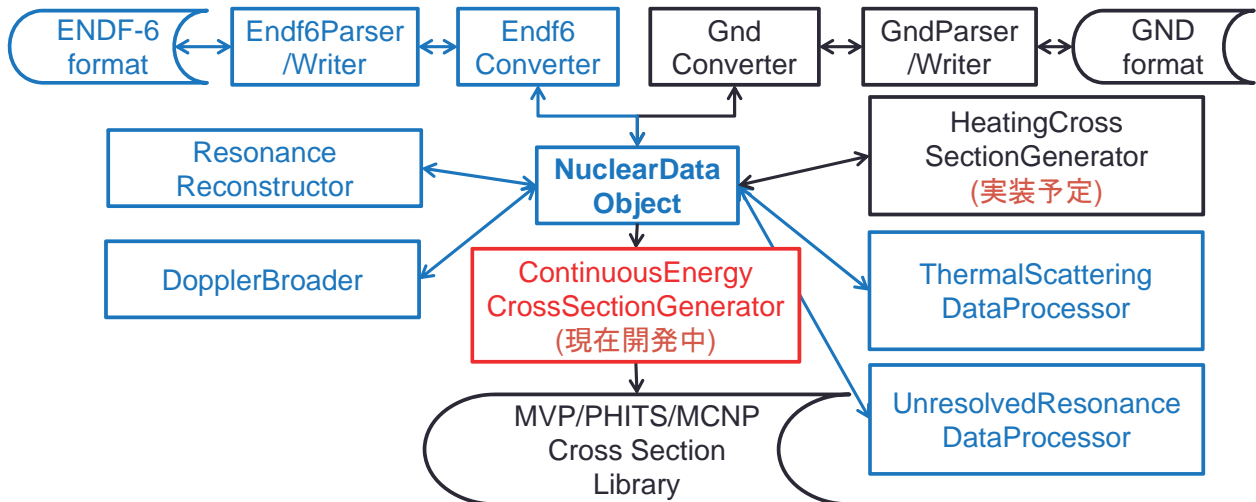 ENDF-6
format
Endf6Parser
/Writer
Endf6
Converter
Gnd
Converter
GndParser
/Writer
GND
format
Resonance
Reconstructor
NuclearData
Object
HeatingCross
SectionGenerator
(実装予定)
DopplerBroader
ContinuousEnergy
CrossSectionGenerator
(現在開発中)
ThermalScattering
DataProcessor
MVP/PHITS/MCNP
Cross Section
Library
UnresolvedResonance
DataProcessor